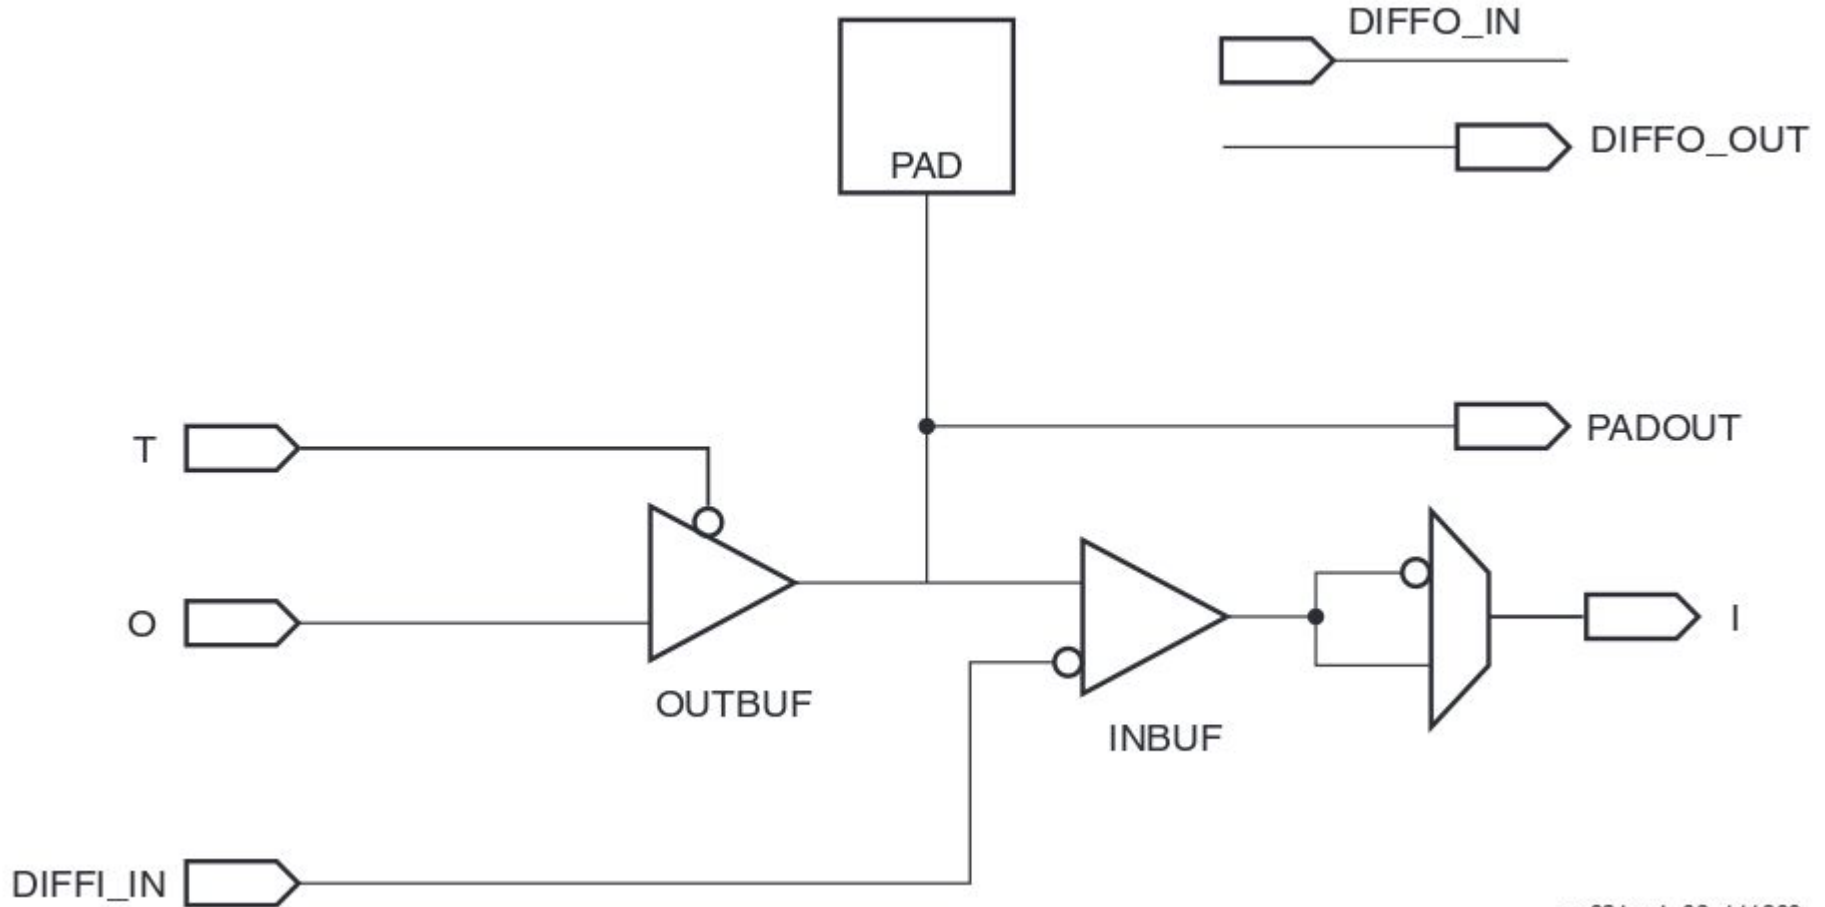 DIFFO_IN
DIFFO_OUT
PAD
PADOUT
T
O
I
OUTBUF
INBUF
DIFFI_IN